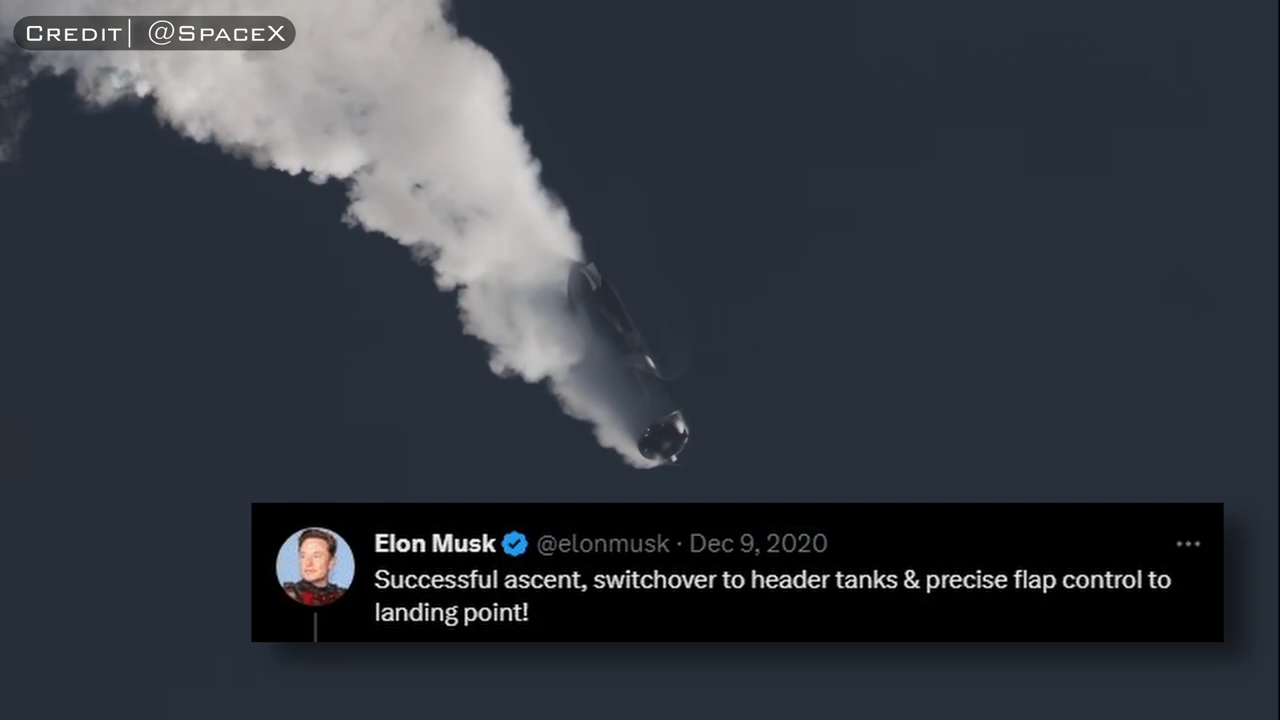 Credit| @SpaceX
Elon Musk @elonmusk · Dec 9, 2020 ···
Successful ascent, switchover to header tanks & precise flap control to
landing point!